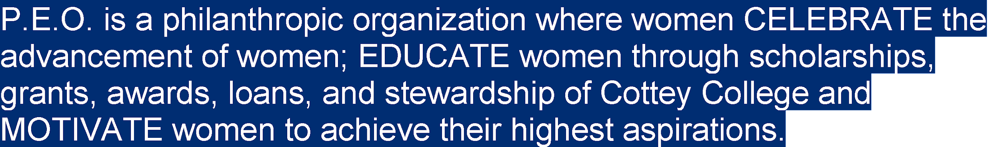 P.E.O. is a philanthropic organization where women CELEBRATE the
advancement of women; EDUCATE women through scholarships,
grants, awards, loans, and stewardship of Cottey College and
MOTIVATE women to achieve their highest aspirations.